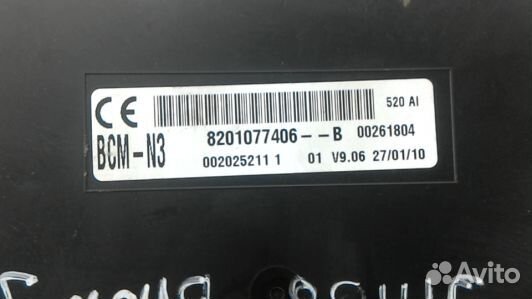 CE 520 AI
BCM-N3 8201077406--B 00261804
002025211 1 01 V9.06 27/01/10
Avito